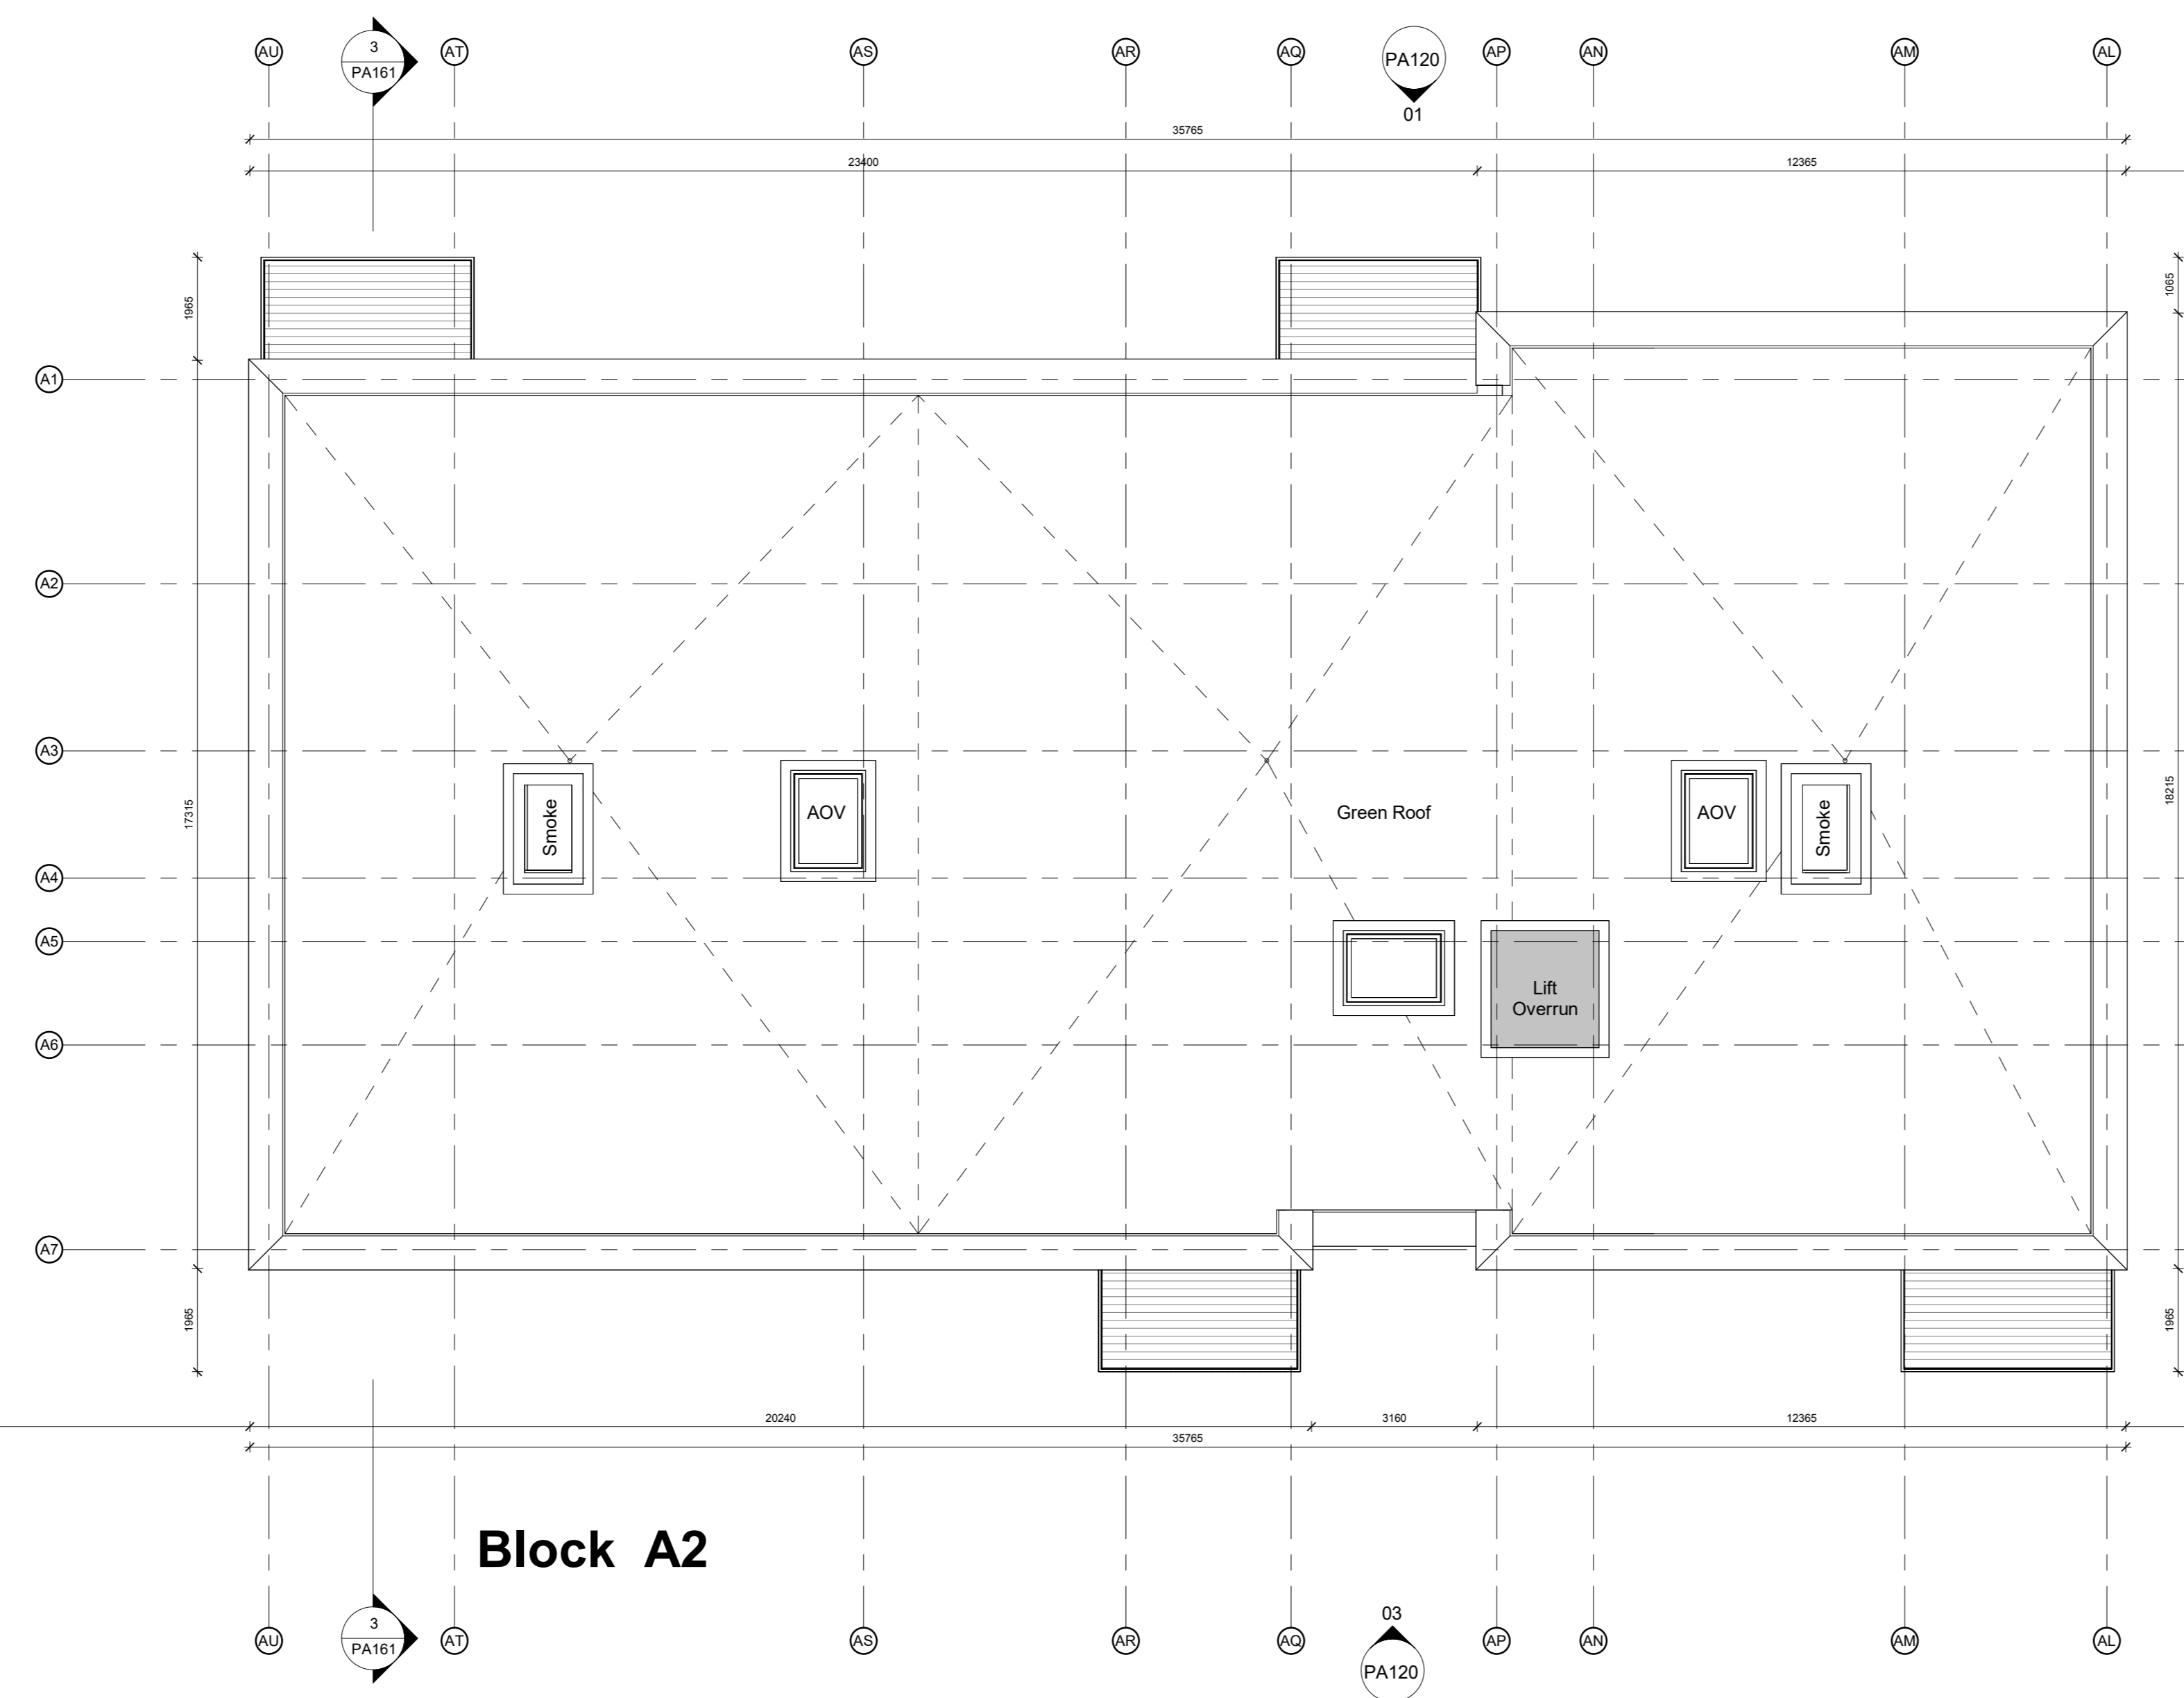 AU
3
PA161
AT
AS
AR
AQ
PA120
01
AP
AN
AM
AL
35765
23400
12365
1965
1065
A1
A2
A3
17315
Smoke
AOV
Green Roof
AOV
Smoke
18215
A4
A5
Lift
Overrun
A6
A7
1965
1965
20240
3160
12365
35765
Block A2
AU
3
PA161
AT
AS
AR
AQ
03
PA120
AP
AN
AM
AL